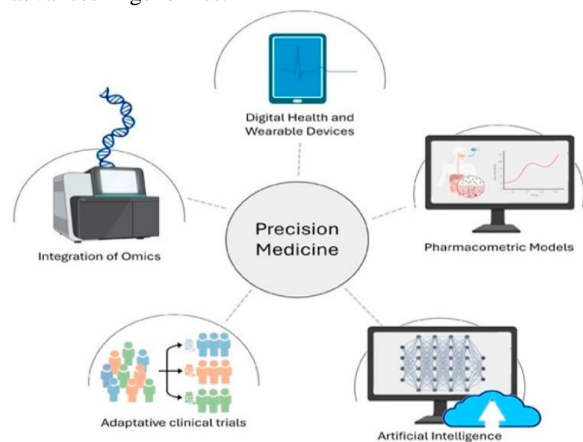 Digital Health and
Wearable Devices
Precision
Medicine
Integration of Omics
Pharmacometric Models
Adaptative clinical trials
Artificial Intelligence